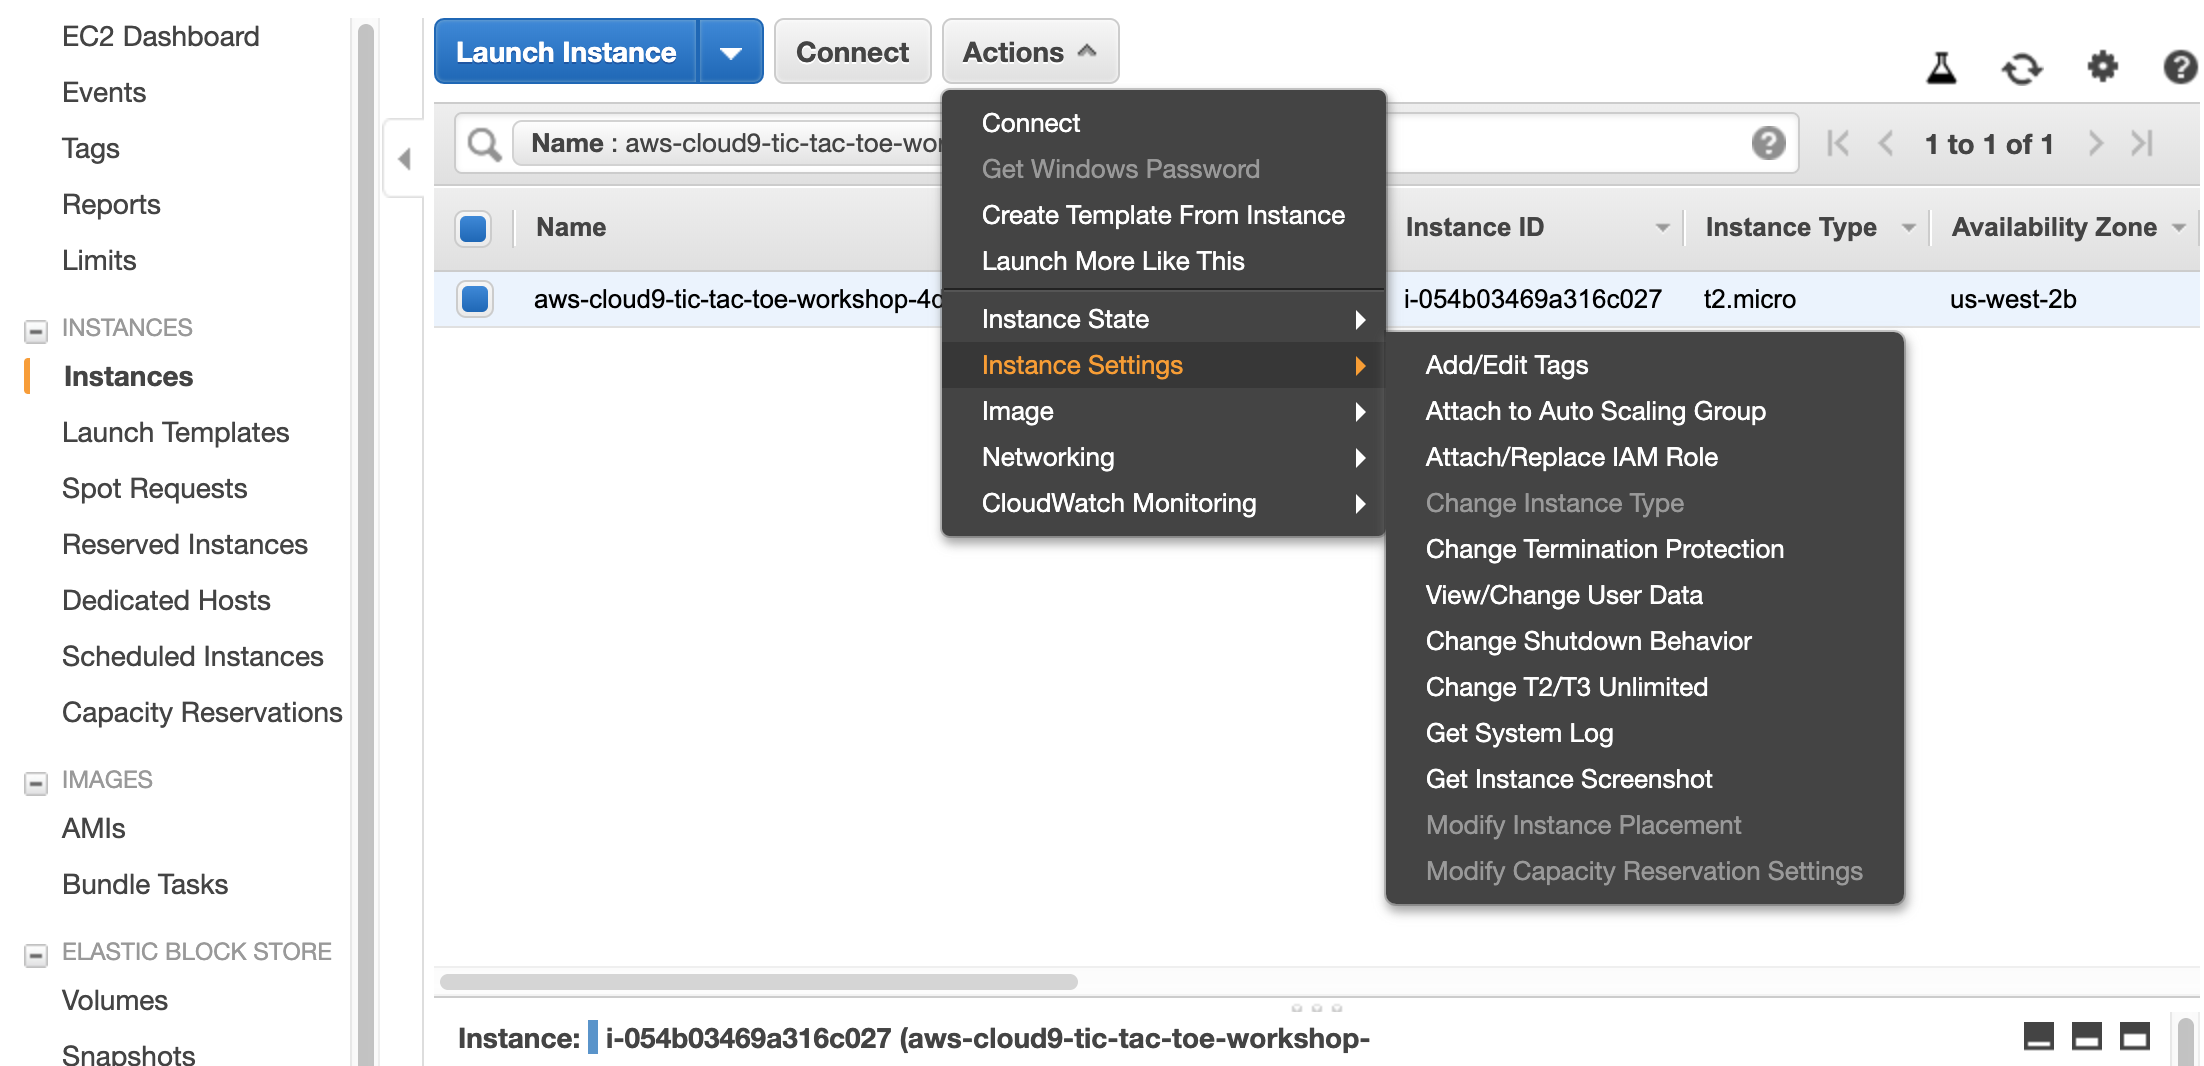 EC2 Dashboard
Events
Tags
Reports
Limits
INSTANCES
Instances
Launch Templates
Spot Requests
Reserved Instances
Dedicated Hosts
Scheduled Instances
Capacity Reservations
IMAGES
AMIs
Bundle Tasks
ELASTIC BLOCK STORE
Volumes
Snapshots
Launch Instance
Connect
Actions
Name : aws-cloud9-tic-tac-toe-wor
1 to 1 of 1
Name
Instance ID
Instance Type
Availability Zone
aws-cloud9-tic-tac-toe-workshop-4
i-054b03469a316c027
t2.micro
us-west-2b
Connect
Get Windows Password
Create Template From Instance
Launch More Like This
Instance State
Instance Settings
Image
Networking
CloudWatch Monitoring
Add/Edit Tags
Attach to Auto Scaling Group
Attach/Replace IAM Role
Change Instance Type
Change Termination Protection
View/Change User Data
Change Shutdown Behavior
Change T2/T3 Unlimited
Get System Log
Get Instance Screenshot
Modify Instance Placement
Modify Capacity Reservation Settings
Instance: i-054b03469a316c027 (aws-cloud9-tic-tac-toe-workshop-